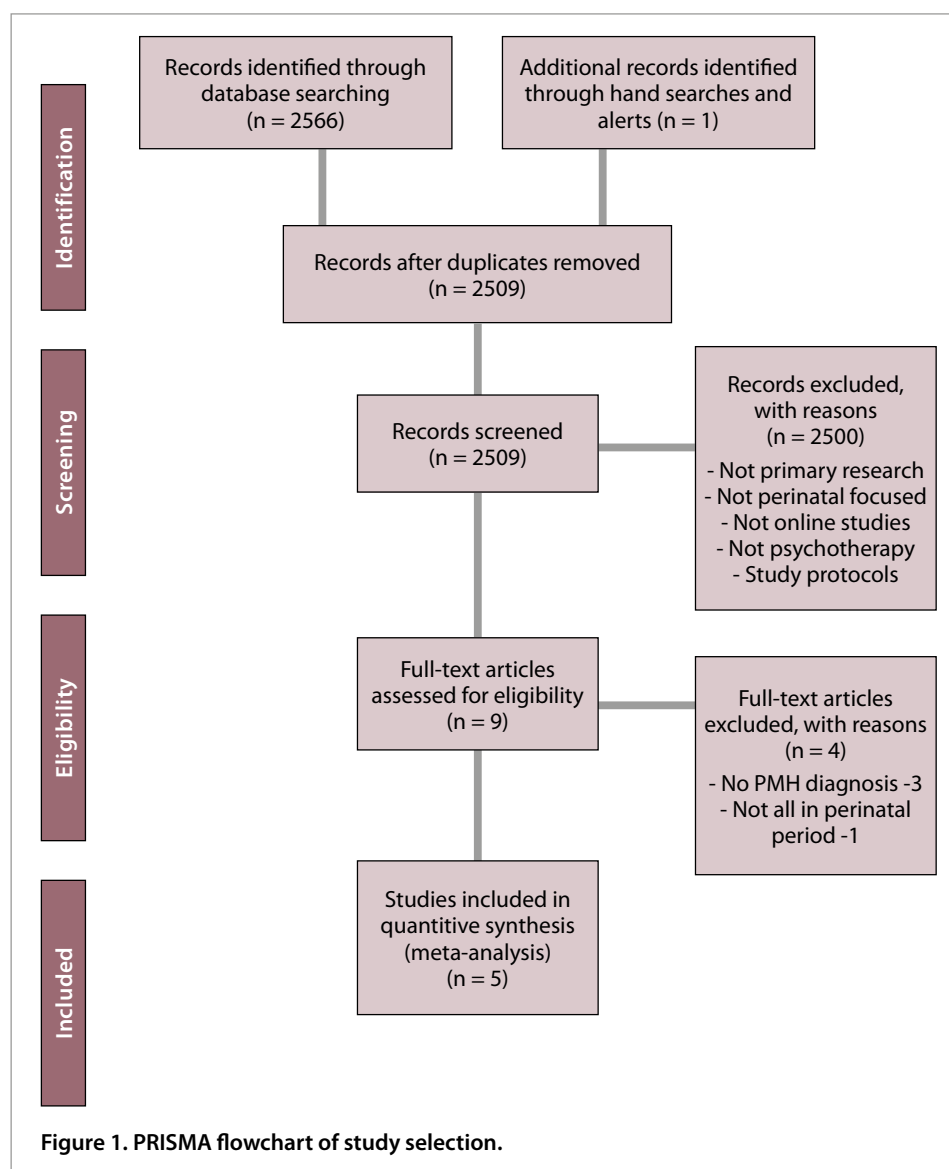 Records identified through
database searching
(n = 2566)
Additional records identified
through hand searches and
alerts (n = 1)
Identification
Records after duplicates removed
(n = 2509)
Screening
Records screened
(n = 2509)
Records excluded,
with reasons
(n = 2500)
- Not primary research
- Not perinatal focused
- Not online studies
- Not psychotherapy
- Study protocols
Eligibility
Full-text articles
assessed for eligibility
(n = 9)
Full-text articles
excluded, with reasons
(n = 4)
- No PMH diagnosis -3
- Not all in perinatal
period -1
Included
Studies included in
quantitive synthesis
(meta-analysis)
(n = 5)
Figure 1. PRISMA flowchart of study selection.